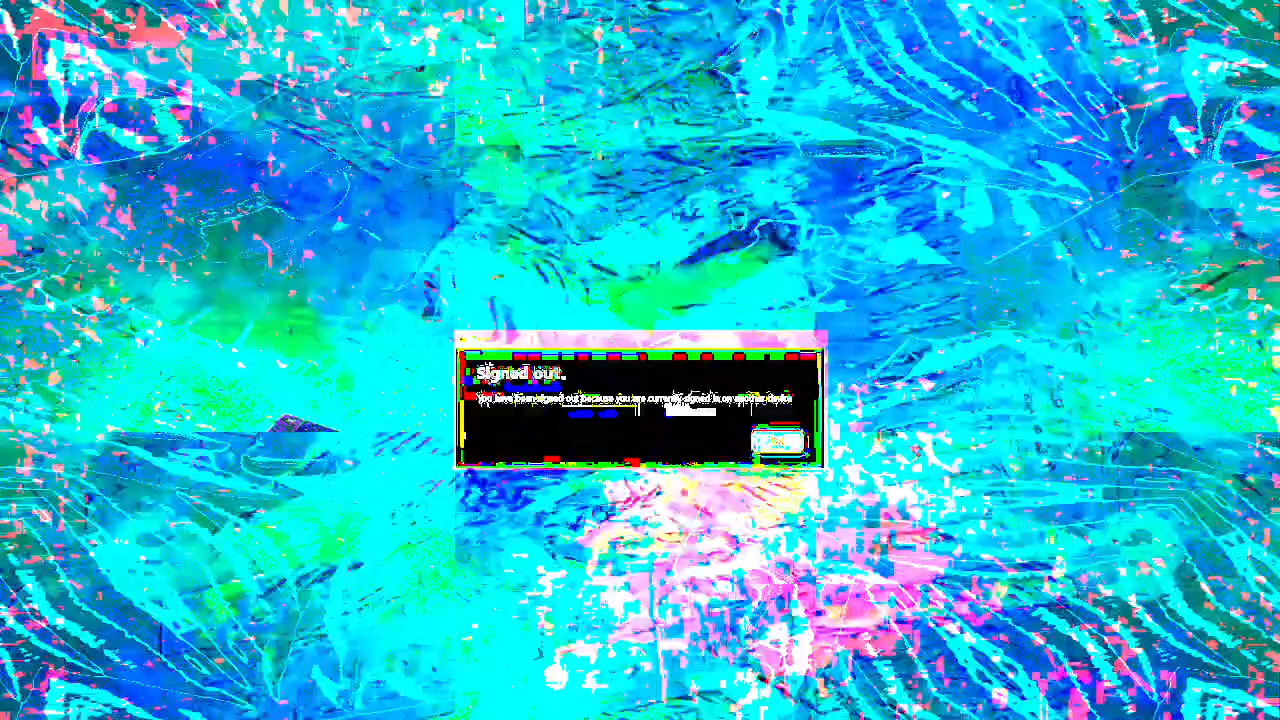 Signed out.
You have been signed out because you are currently signed in on another device